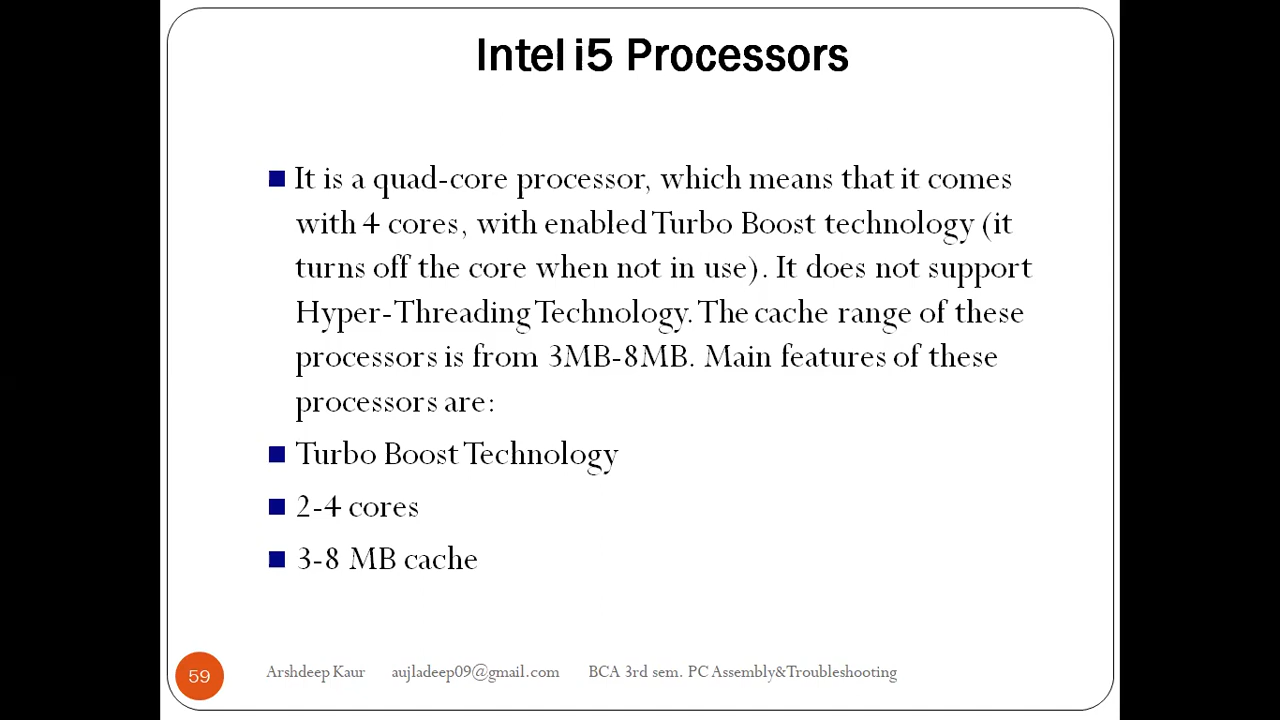 Intel i5 Processors
It is a quad-core processor, which means that it comes
with 4 cores, with enabled Turbo Boost technology (it
turns off the core when not in use). It does not support
Hyper-Threading Technology. The cache range of these
processors is from 3MB-8MB. Main features of these
processors are:
Turbo Boost Technology
2-4 cores
3-8 MB cache
59 Arshdeep Kaur aujladeep09@gmail.com BCA 3rd sem. PC Assembly&Troubleshooting